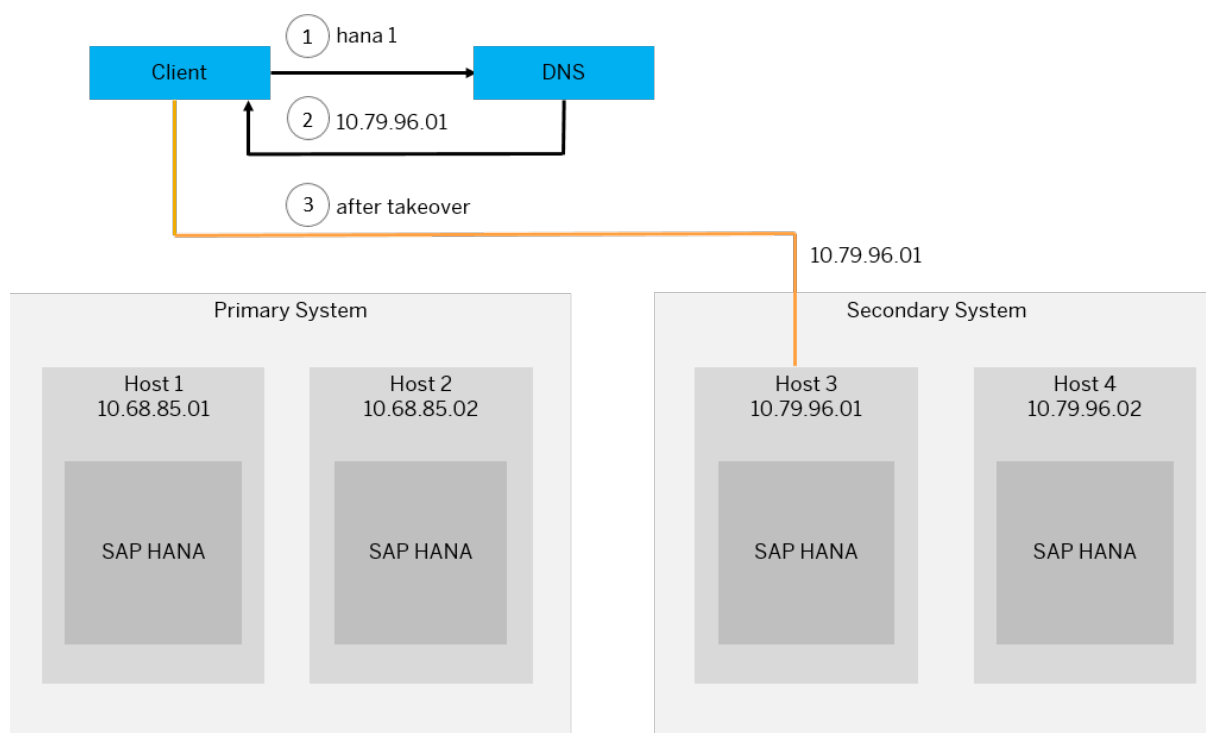 1 hana 1
Client
DNS
2 10.79.96.01
3 after takeover
10.79.96.01
Primary System
Secondary System
Host 1
10.68.85.01
Host 2
10.68.85.02
Host 3
10.79.96.01
Host 4
10.79.96.02
SAP HANA
SAP HANA
SAP HANA
SAP HANA